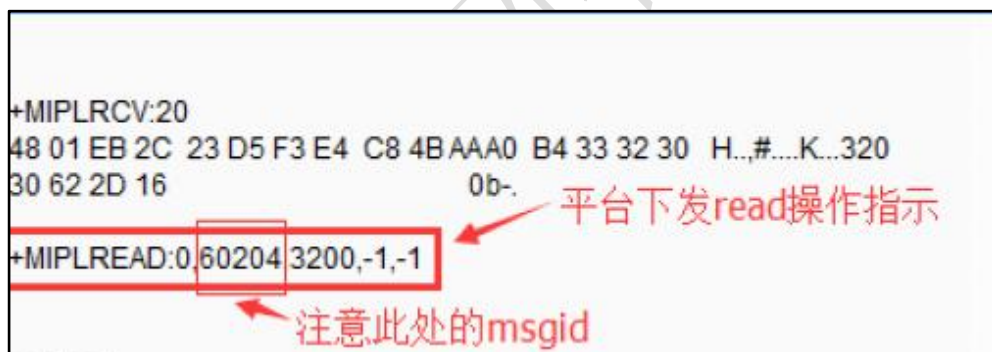 +MIPLRCV:20
48 01 EB 2C 23 D5 F3 E4 C8 4B AAA0 B4 33 32 30 H..,#....K...320
30 62 2D 16 0b-.
平台下发read操作指示
+MIPLREAD:0,60204 3200,-1,-1
注意此处的msgid